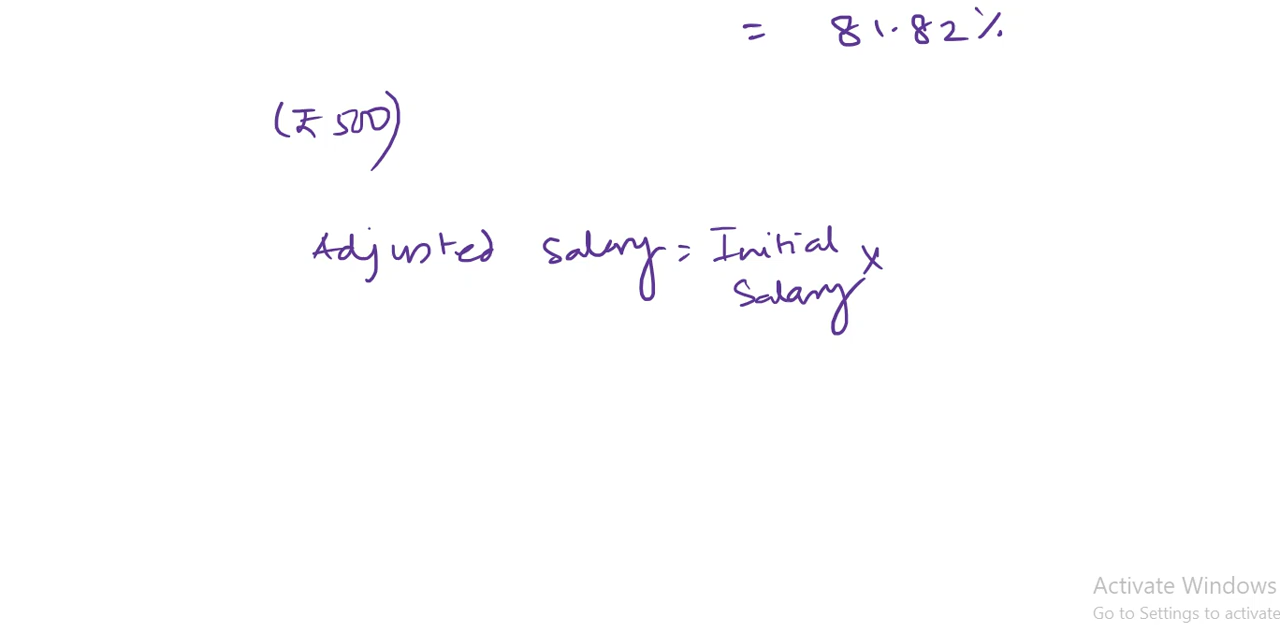 = 81.82%
(₹500)
Adjusted Salary = Initial Salary x
Activate Windows
Go to Settings to activate